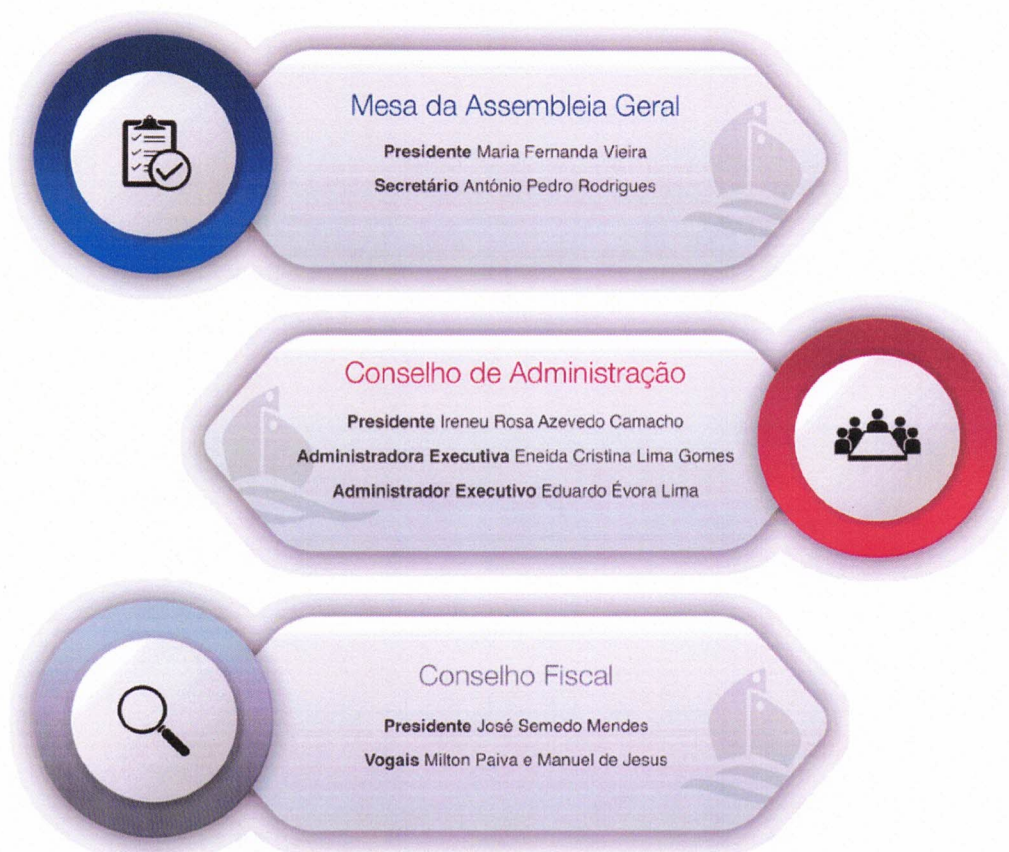 Mesa da Assembleia Geral
Presidente Maria Fernanda Vieira
Secretário António Pedro Rodrigues
Conselho de Administração
Presidente Ireneu Rosa Azevedo Camacho
Administradora Executiva Eneida Cristina Lima Gomes
Administrador Executivo Eduardo Évora Lima
Conselho Fiscal
Presidente José Semedo Mendes
Vogais Milton Paiva e Manuel de Jesus